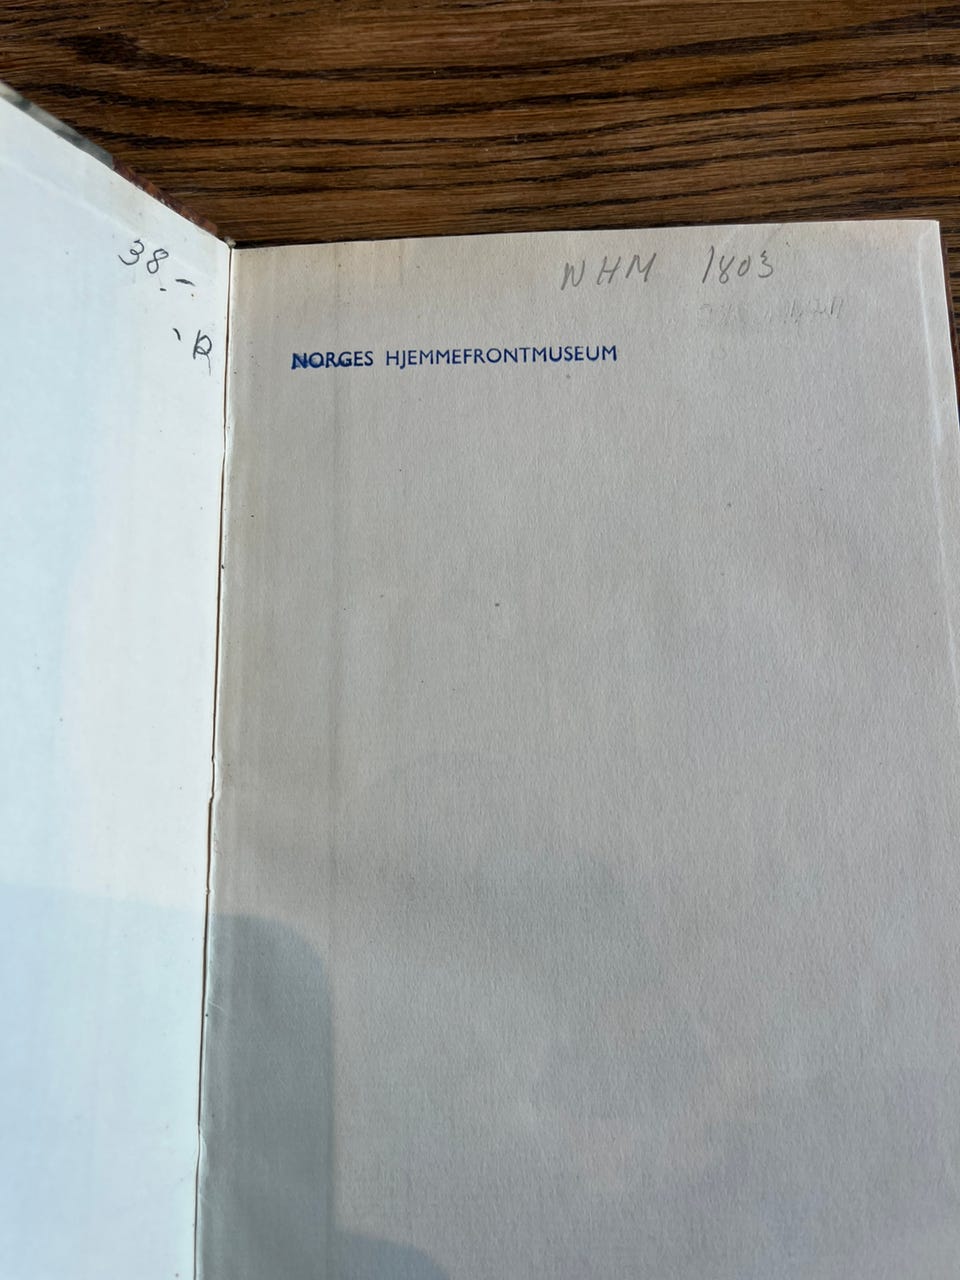 38.-
R
NHM 1803
NORGES HJEMMEFRONTMUSEUM